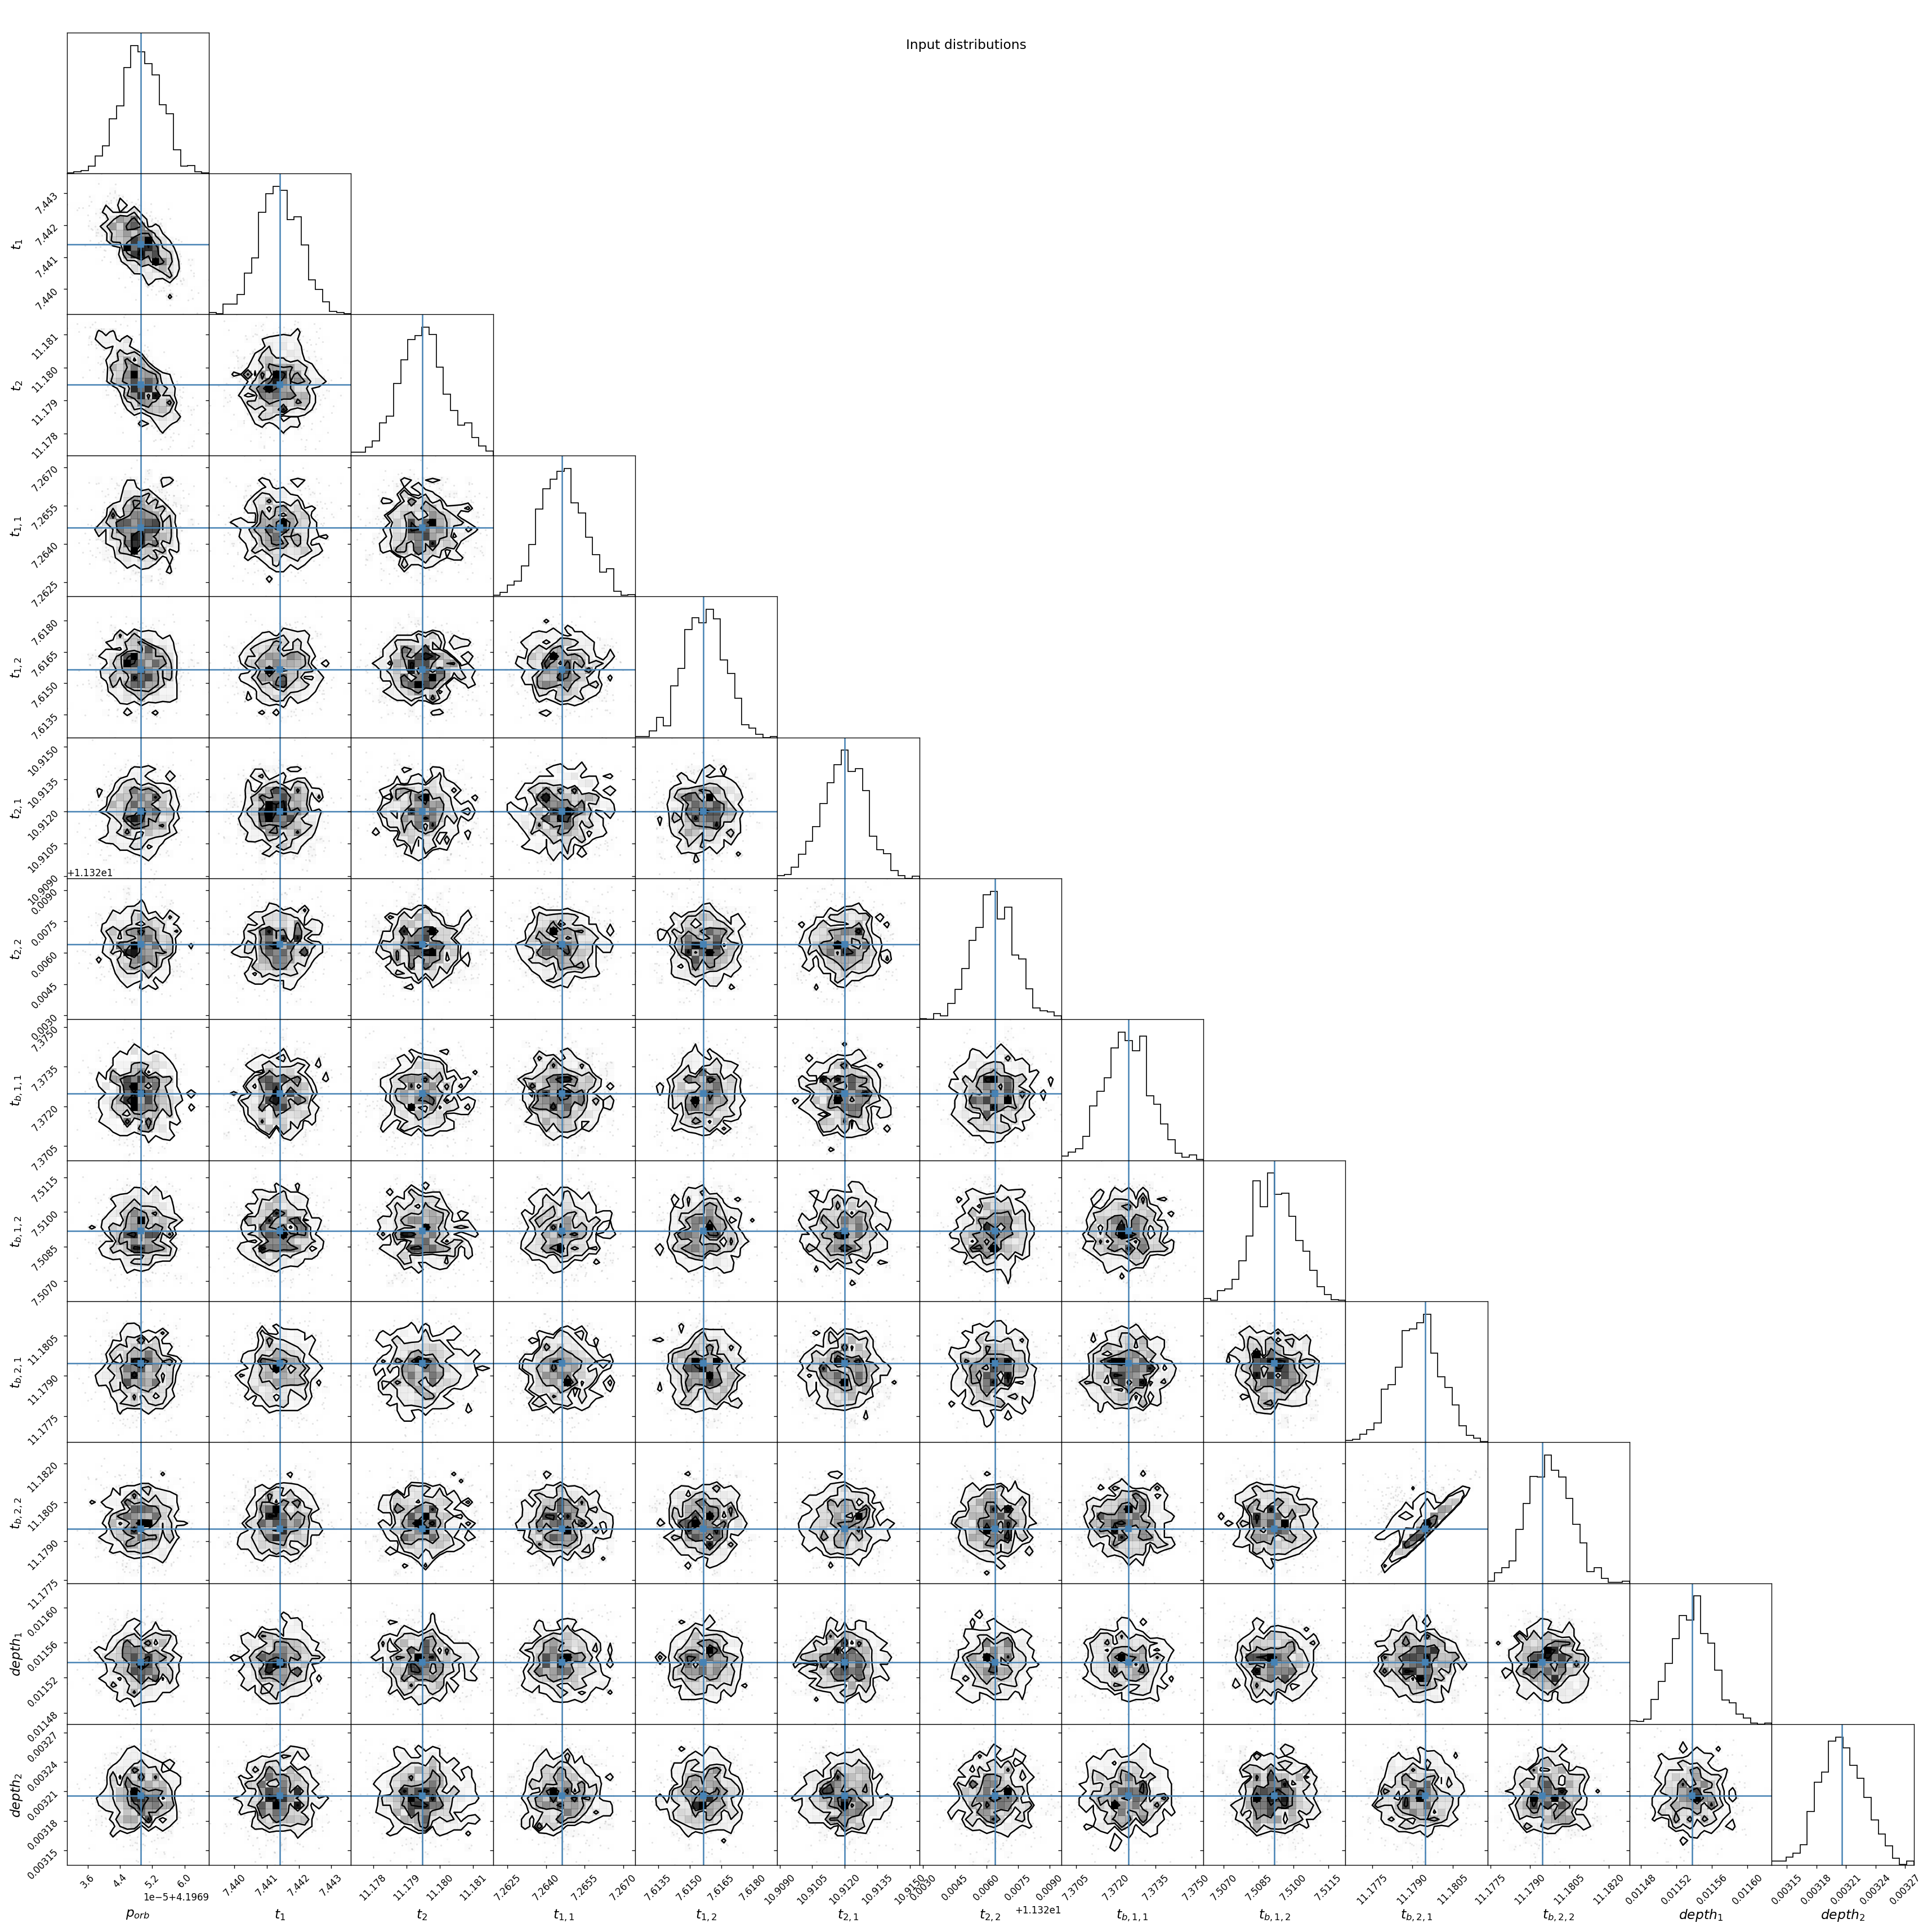 Input distributions
7.443
7.442
7.441
7.440
t_1
11.181
11.180
11.179
11.178
t_2
7.2670
7.2655
7.2640
7.2625
t_{1,1}
7.6180
7.6165
7.6150
7.6135
t_{1,2}
10.9150
10.9135
10.9120
10.9105
10.9090
t_{2,1}
+1.132e1
0.0090
0.0075
0.0060
0.0045
0.0030
t_{2,2}
7.3750
7.3735
7.3720
7.3705
t_{b,1,1}
7.5115
7.5100
7.5085
7.5070
t_{b,1,2}
11.1805
11.1790
11.1775
t_{b,2,1}
11.1820
11.1805
11.1790
11.1775
t_{b,2,2}
0.01160
0.01156
0.01152
0.01148
depth_1
0.00327
0.00324
0.00321
0.00318
0.00315
depth_2
3.6 4.4 5.2 6.0
1e−5+4.1969
p_{orb}
7.440 7.441 7.442 7.443
t_1
11.178 11.179 11.180 11.181
t_2
7.2625 7.2640 7.2655 7.2670
t_{1,1}
7.6135 7.6150 7.6165 7.6180
t_{1,2}
10.9090 10.9105 10.9120 10.9135 10.9150
t_{2,1}
0.0030 0.0045 0.0060 0.0075 0.0090
+1.132e1
t_{2,2}
7.3705 7.3720 7.3735 7.3750
t_{b,1,1}
7.5070 7.5085 7.5100 7.5115
t_{b,1,2}
11.1775 11.1790 11.1805
t_{b,2,1}
11.1775 11.1790 11.1805 11.1820
t_{b,2,2}
0.01148 0.01152 0.01156 0.01160
depth_1
0.00315 0.00318 0.00321 0.00324 0.00327
depth_2